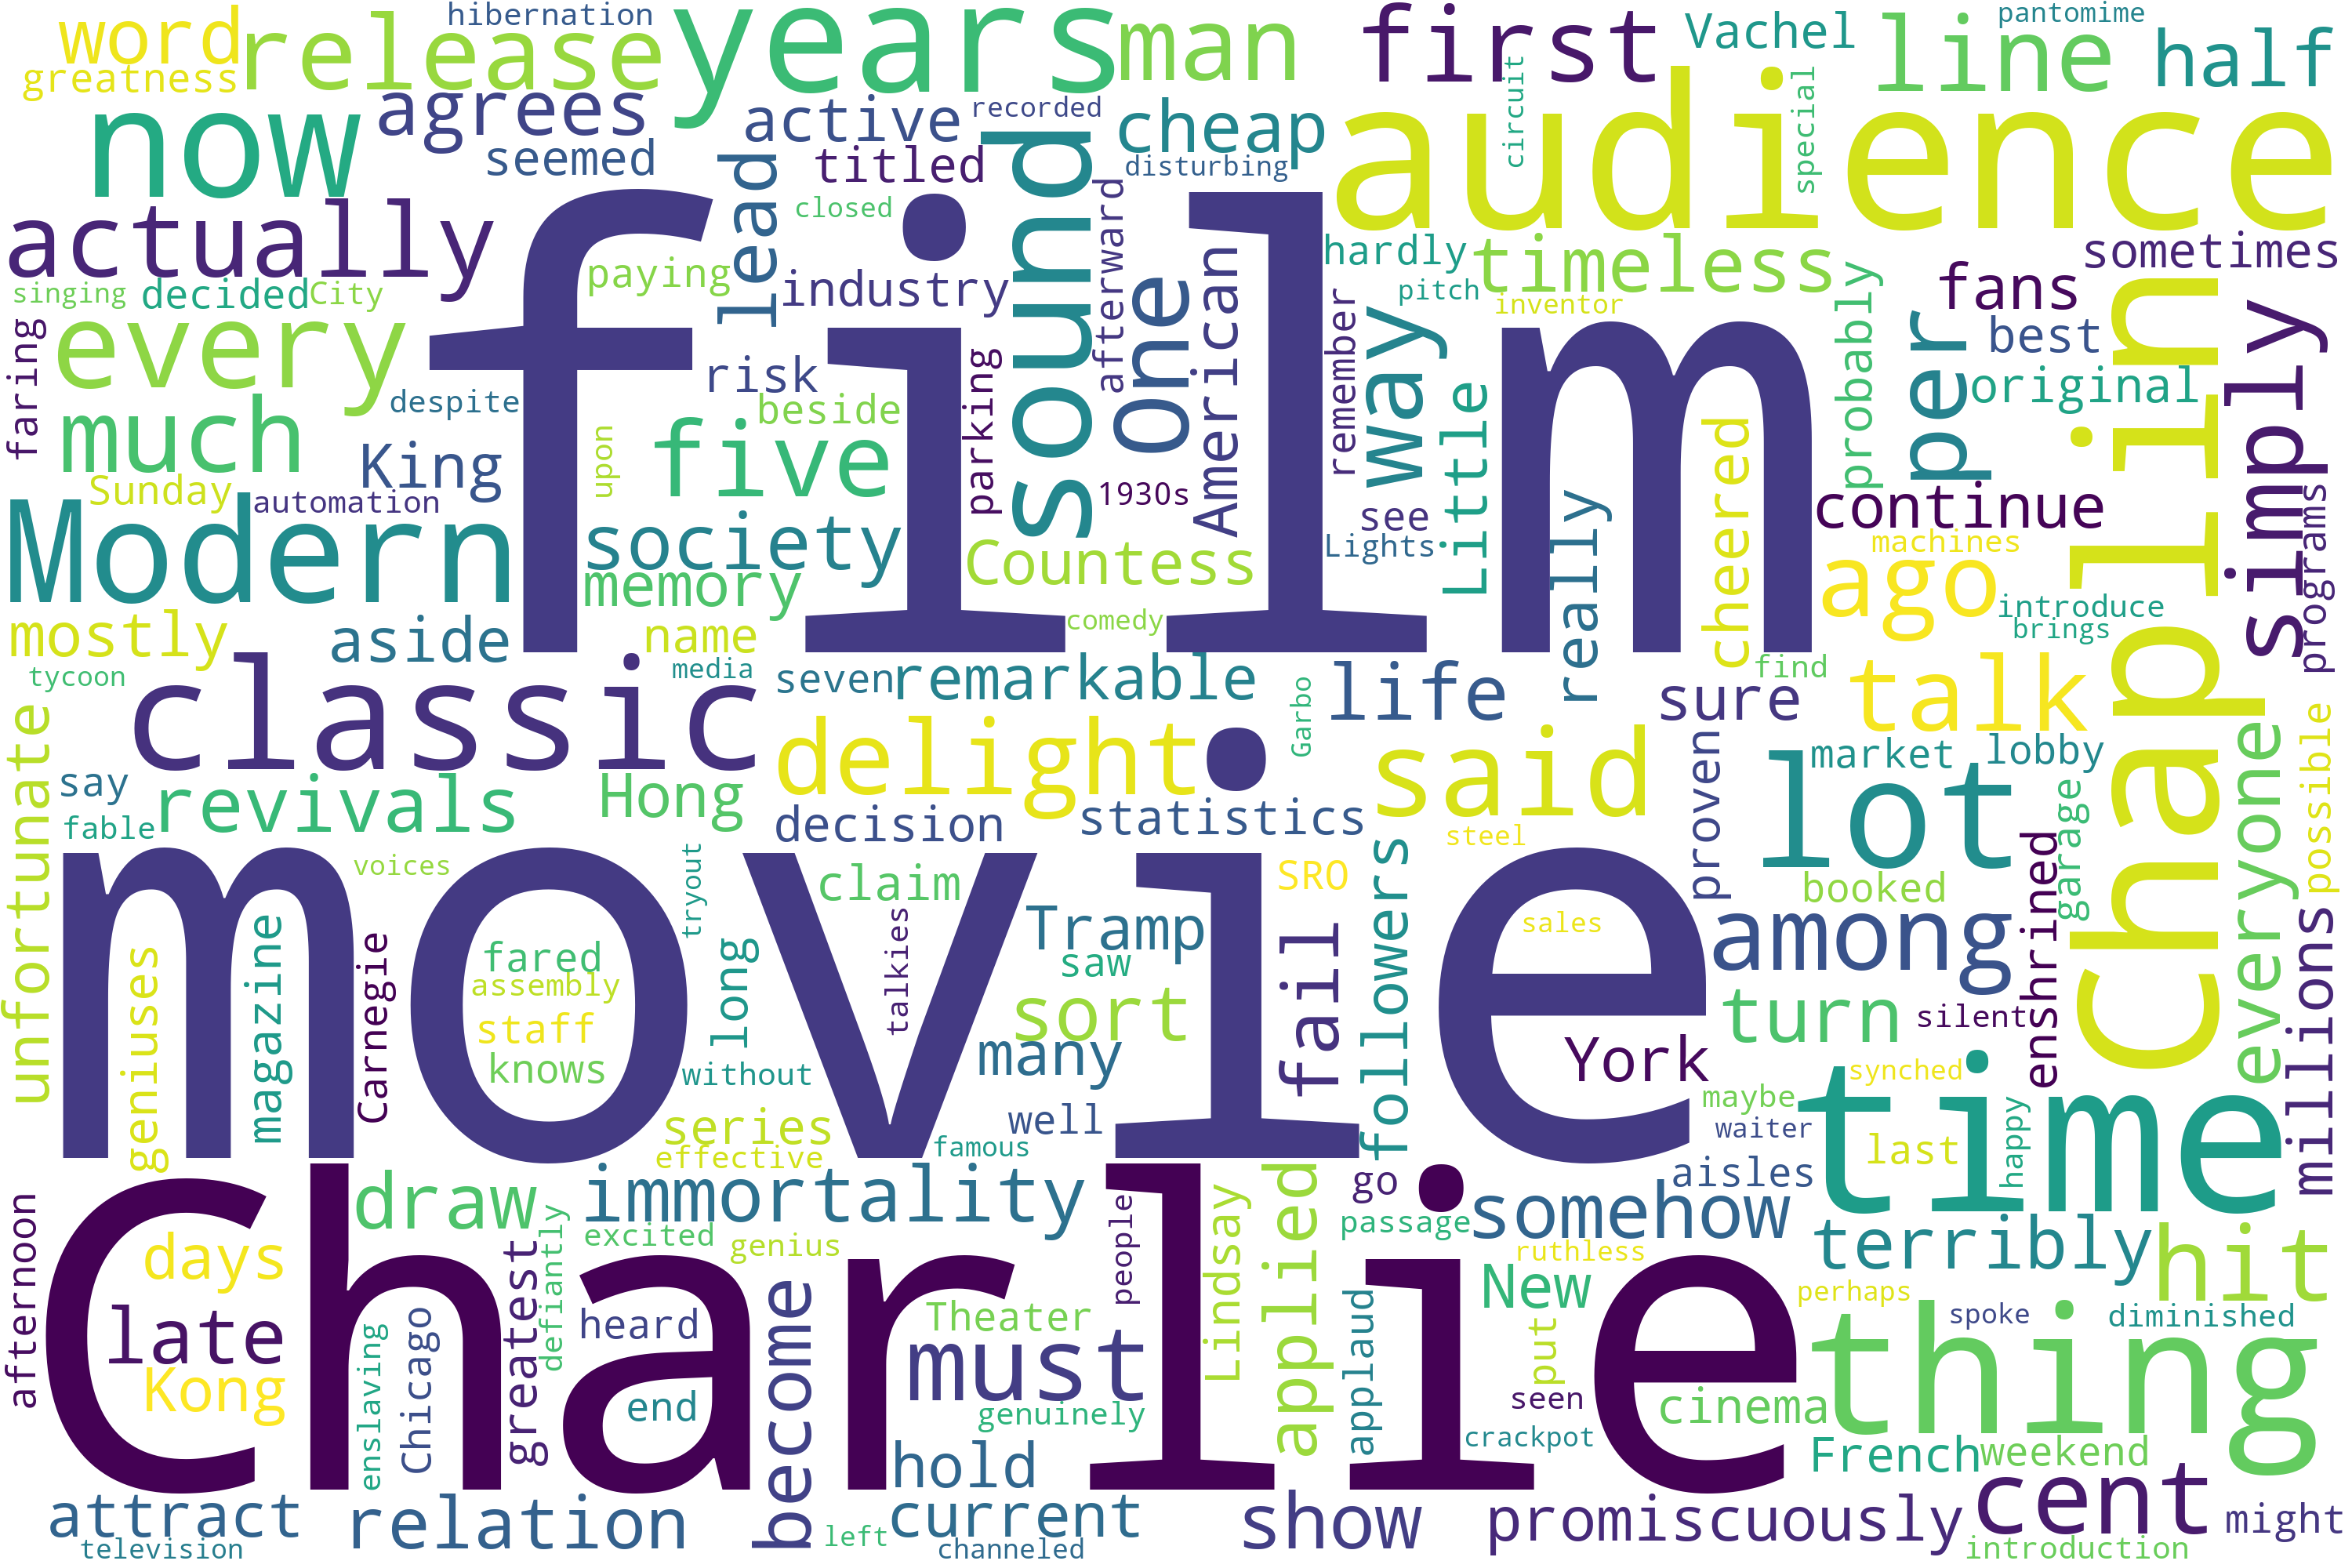 hibernation
pantomime
word
release
years
man
first
Vachel
line
half
greatness
now
agrees
active
recorded
cheap
audience
circuit
special
seemed
titled
disturbing
sound
lead
closed
afterward
actually
film
industry
paying
One
American
hardly
timeless
sometimes
singing
decided
City
pitch
inventor
fans
faring
every
risk
remember
way
probably
per
best
chaplin
simply
despite
beside
parking
Little
original
much
King
upon
five
1930s
see
cheered
Sunday
automation
really
continue
programs
Modern
society
Countess
Lights
machines
memory
ago
introduce
mostly
aside
name
comedy
brings
tycoon
classic
media
seven
remarkable
life
find
sure
talk
unfortunate
delight
Garbo
said
proven
lot
market
lobby
everyone
possible
say
revivals
Hong
decision
statistics
fable
steel
garage
movie
voices
tryout
claim
SRO
followers
booked
enshrined
geniuses
magazine
Carnegie
fared
long
talkies
Tramp
saw
fail
sales
among
millions
assembly
staff
sort
turn
silent
knows
without
many
York
synched
time
series
well
maybe
happy
effective
famous
waiter
last
Charlie
draw
immortality
people
go
aisles
afternoon
days
excited
genius
Lindsay
applied
passage
somehow
terribly
hit
defiantly
greatest
ruthless
late
Chicago
heard
become
Theater
must
applaud
New
perhaps
spoke
diminished
thing
enslaving
Kong
end
genuinely
put
seen
cinema
crackpot
French
weekend
hold
attract
relation
current
show
promiscuously
cent
might
television
left
channeled
introduction